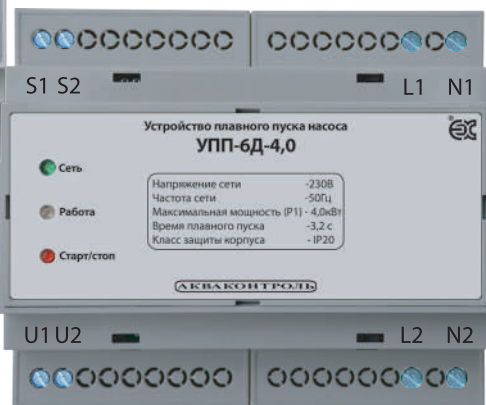 S1 S2
L1 N1
Устройство плавного пуска насоса
УПП-6Д-4,0
Сеть
Работа
Старт/стоп
Напряжение сети -230В
Частота сети -50Гц
Максимальная мощность (P1) - 4,0кВт
Время плавного пуска -3,2 с
Класс защиты корпуса - IP20
АКВАКОНТРОЛЬ
U1 U2
L2 N2